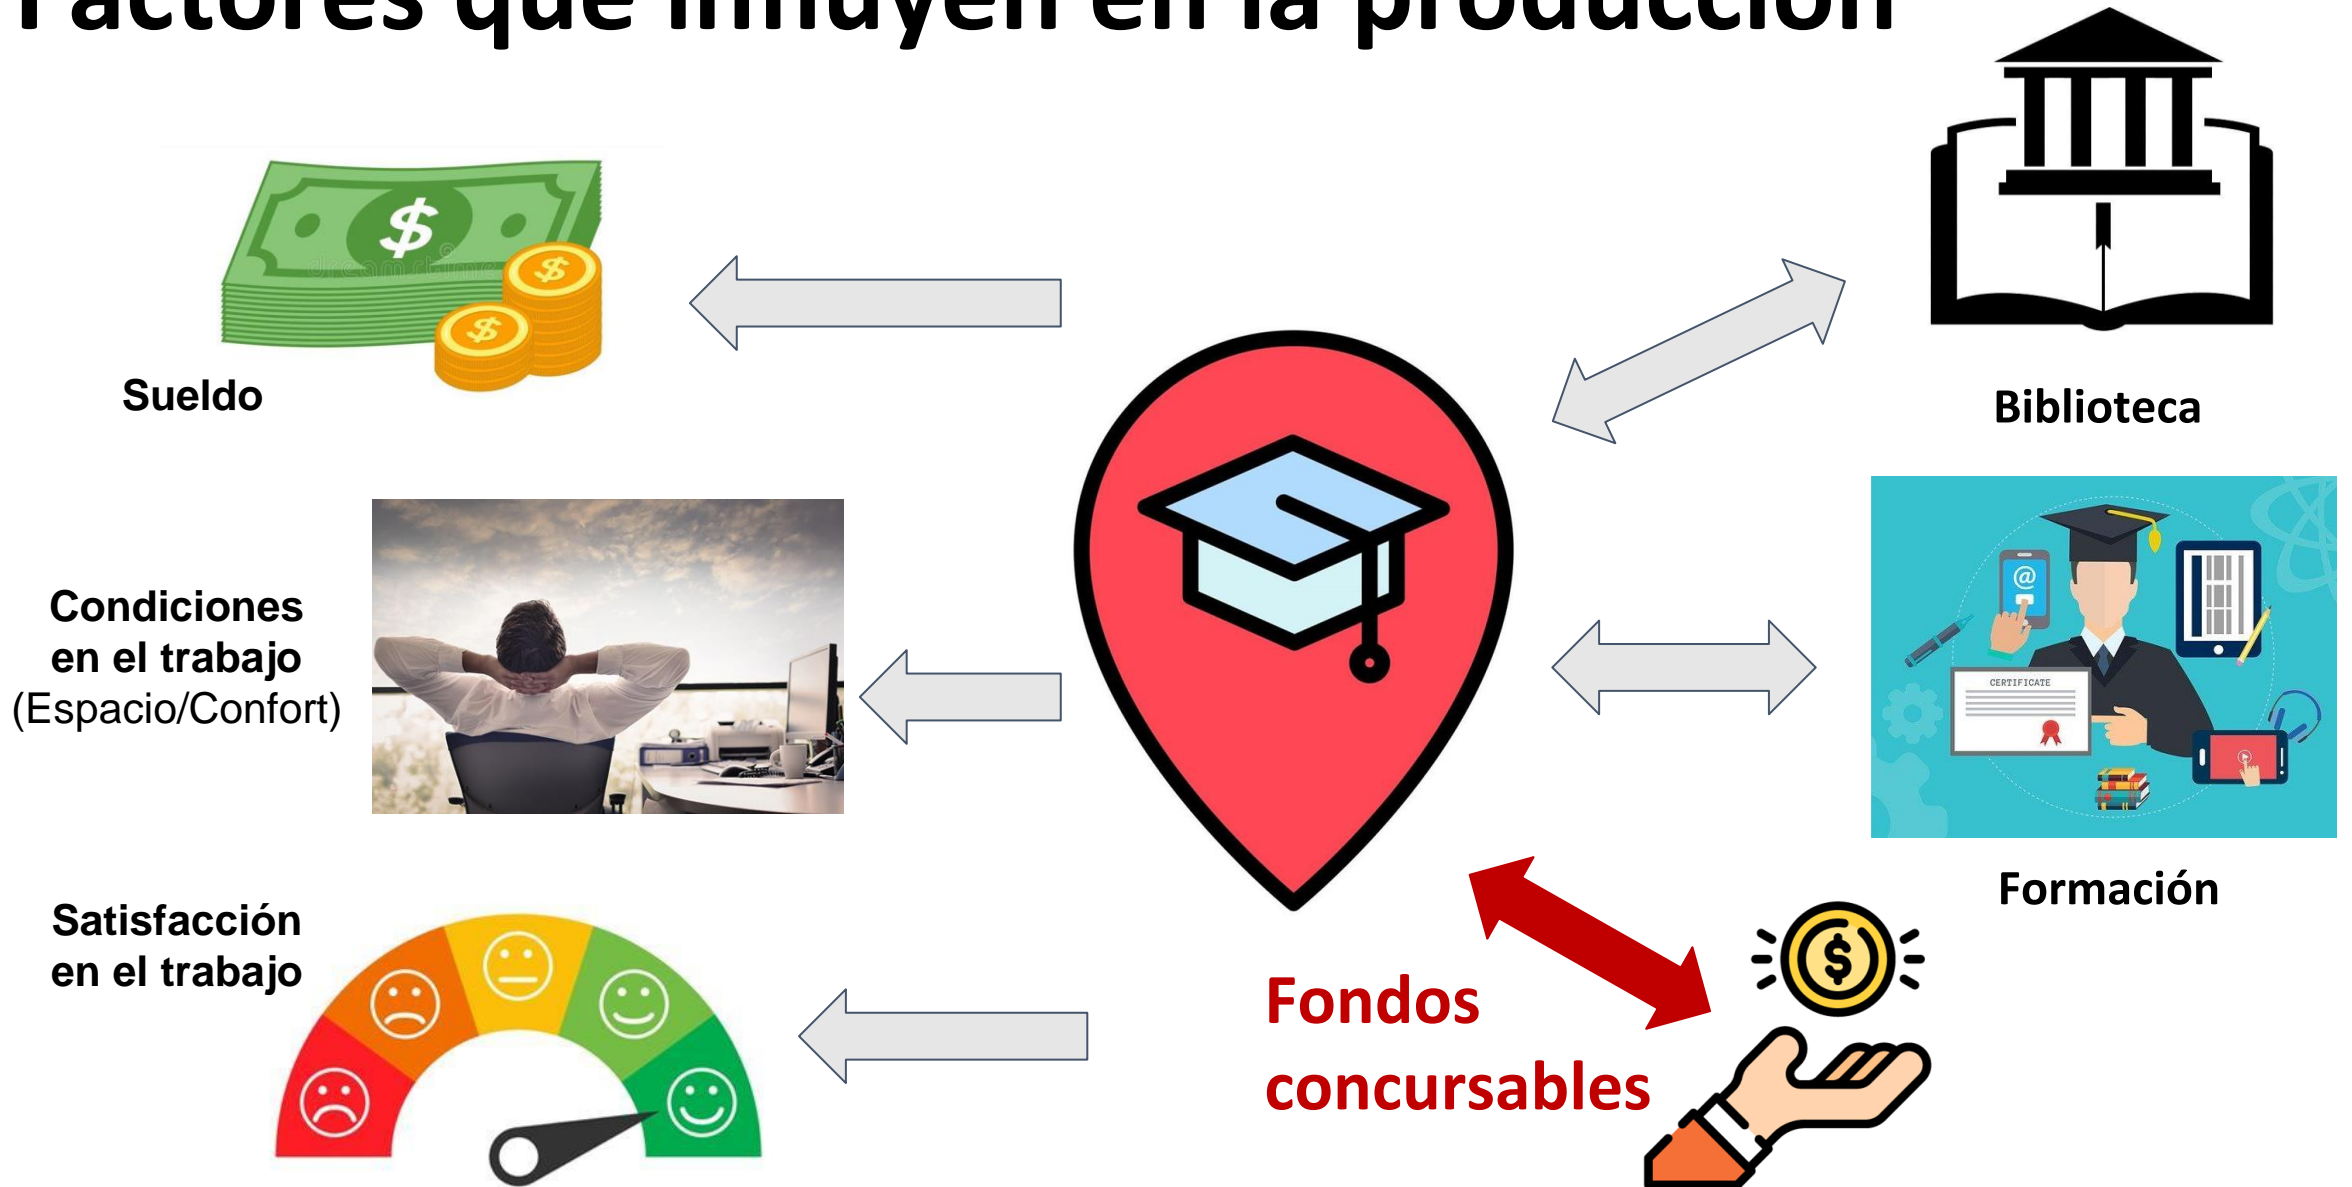 Factores que influyen en la producción
$
$
$
dreamstime
Sueldo
Biblioteca
Condiciones
en el trabajo
(Espacio/Confort)
@
CERTIFICATE
Formación
Satisfacción
en el trabajo
$
Fondos
concursables